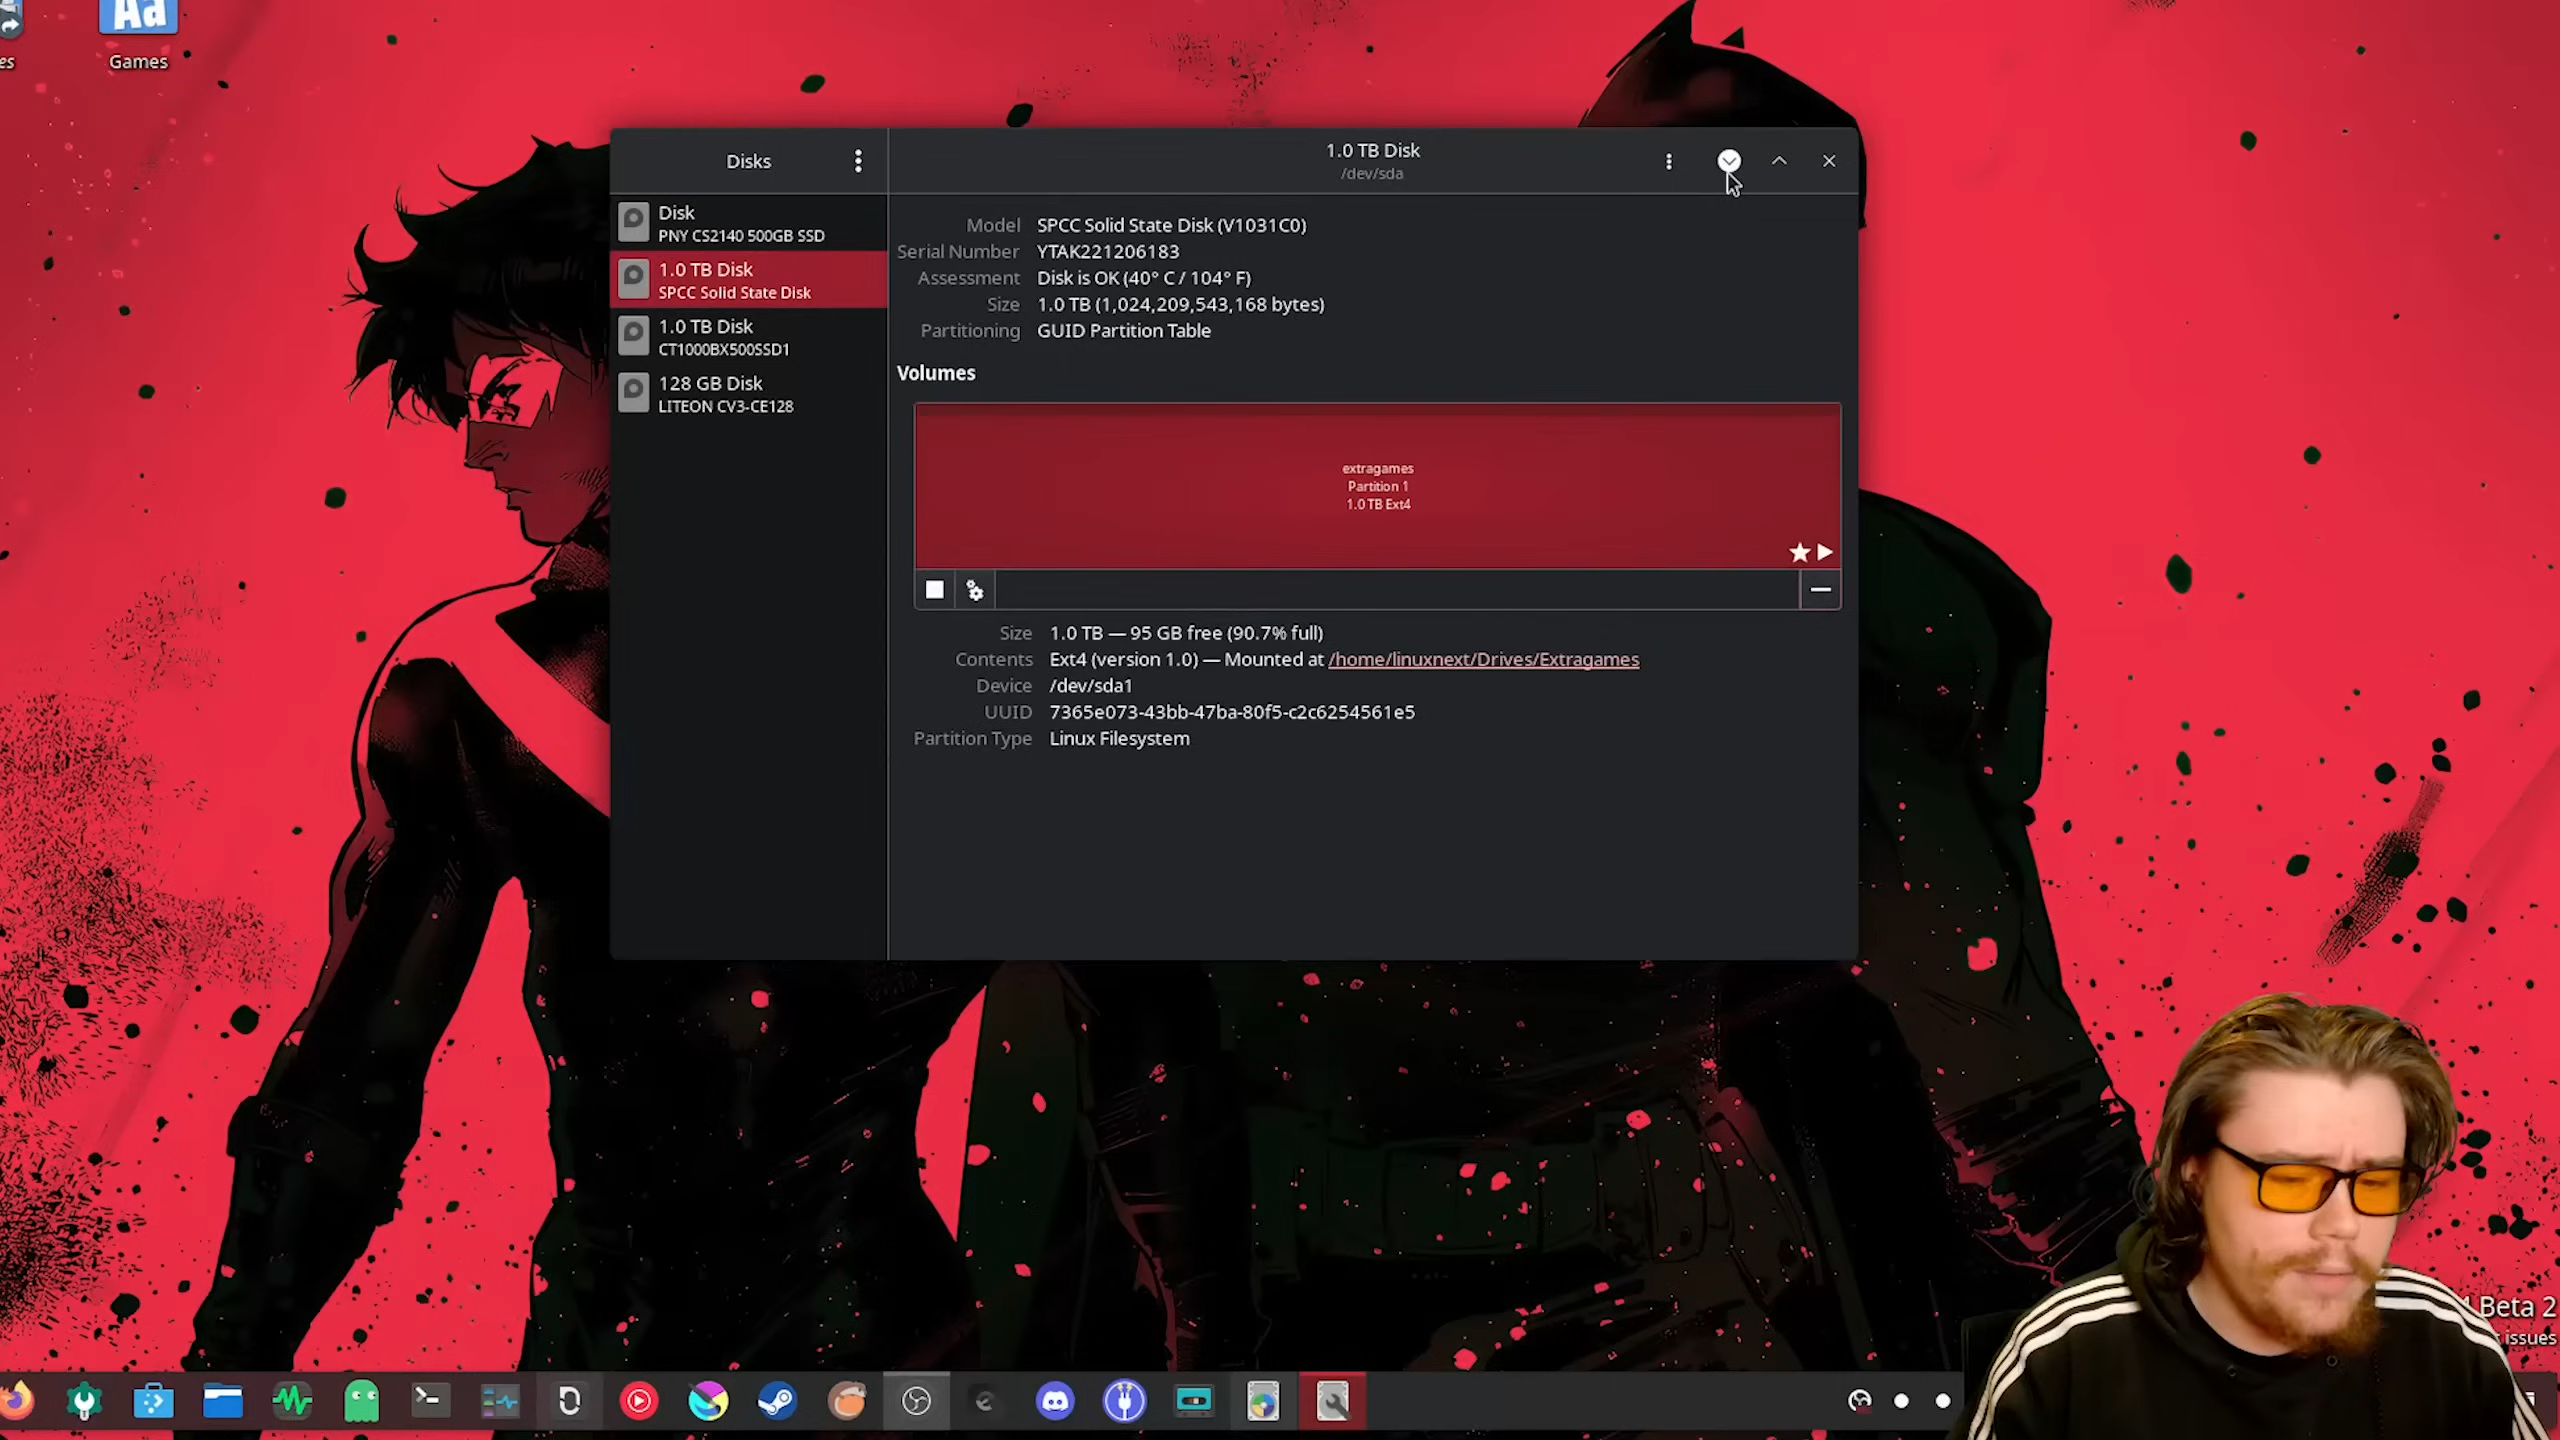 Aa
es
Games
Disks
1.0 TB Disk
/dev/sda
Disk
PNY CS2140 500GB SSD
1.0 TB Disk
SPCC Solid State Disk
1.0 TB Disk
CT1000BX500SSD1
128 GB Disk
LITEON CV3-CE128
Model SPCC Solid State Disk (V1031C0)
Serial Number YTAK221206183
Assessment Disk is OK (40° C / 104° F)
Size 1.0 TB (1,024,209,543,168 bytes)
Partitioning GUID Partition Table
Volumes
extragames
Partition 1
1.0 TB Ext4
Size 1.0 TB — 95 GB free (90.7% full)
Contents Ext4 (version 1.0) — Mounted at /home/linuxnext/Drives/Extragames
Device /dev/sda1
UUID 7365e073-43bb-47ba-80f5-c2c6254561e5
Partition Type Linux Filesystem
Beta 2
issues